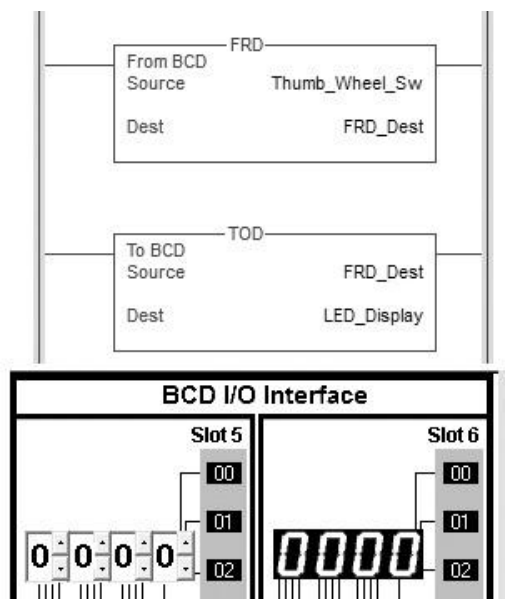 FRD
From BCD
Source Thumb_Wheel_Sw
Dest FRD_Dest
TOD
To BCD
Source FRD_Dest
Dest LED_Display
BCD I/O Interface
Slot 5 Slot 6
00 00
01 01
0 0 0 0 0000
02 02